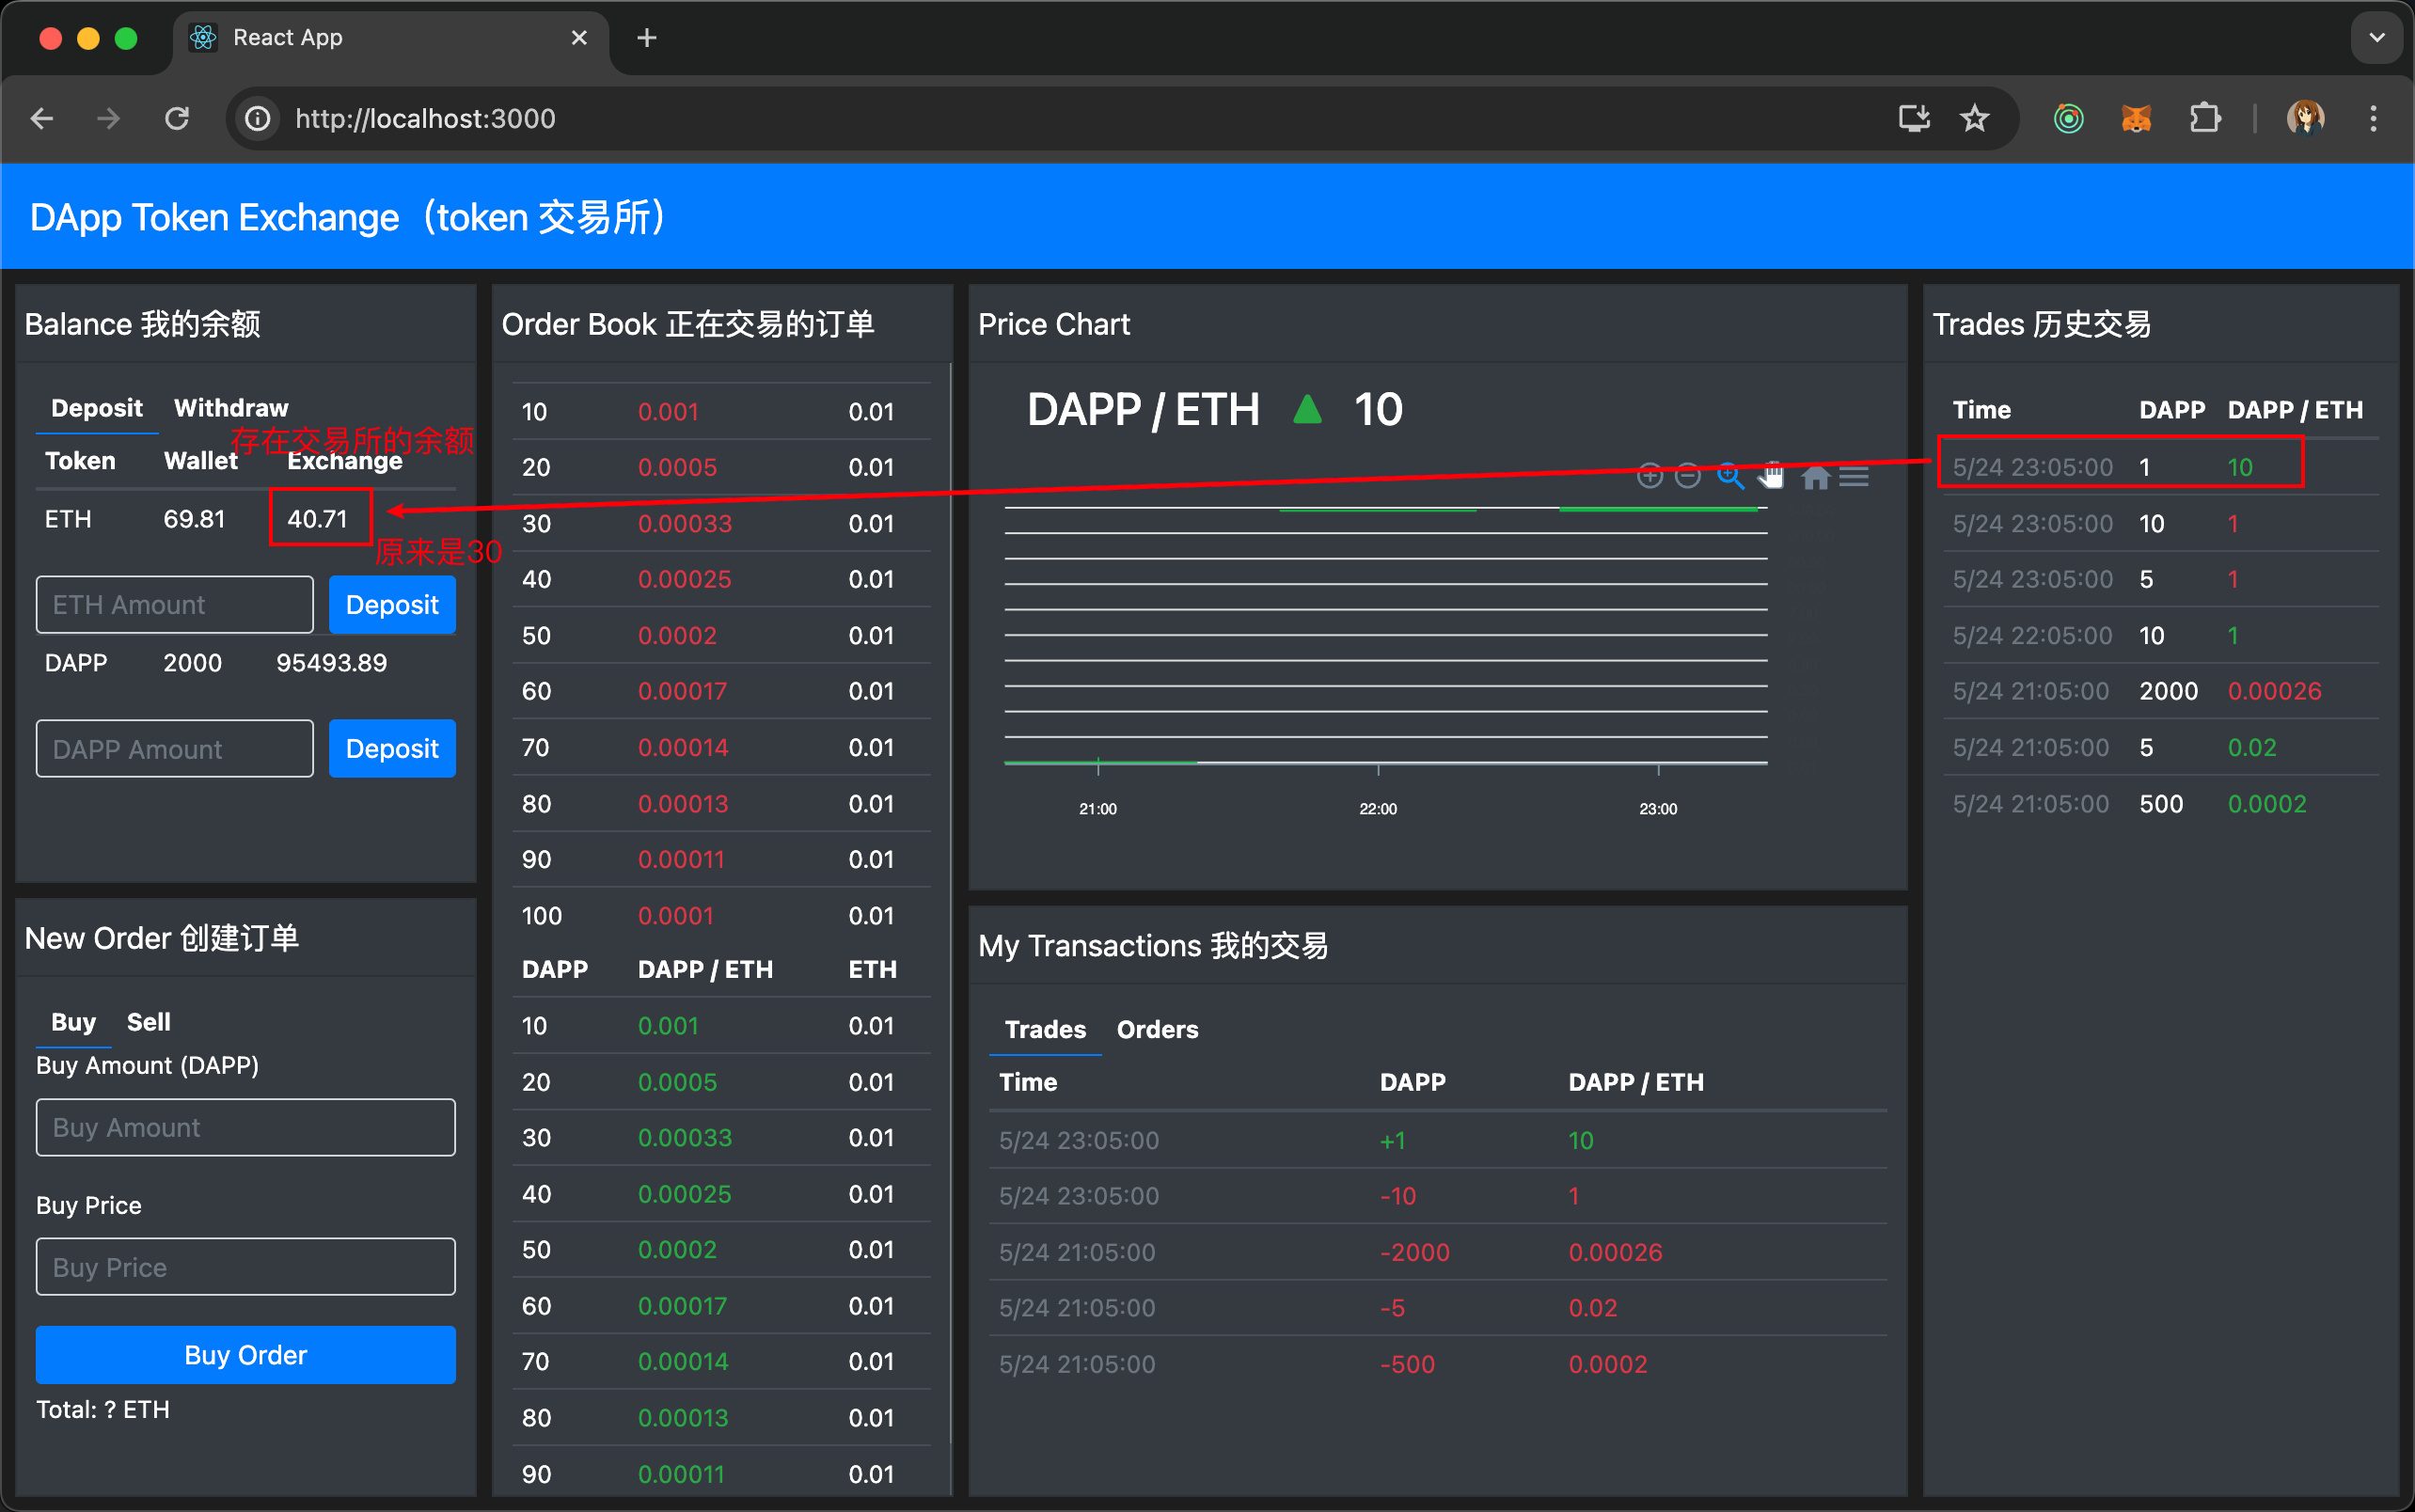 React App
http://localhost:3000
DApp Token Exchange（token 交易所）
Balance 我的余额
Deposit Withdraw
存在交易所的余额
Token Wallet Exchange
ETH 69.81 40.71
原来是30
ETH Amount Deposit
DAPP 2000 95493.89
DAPP Amount Deposit
New Order 创建订单
Buy Sell
Buy Amount (DAPP)
Buy Amount
Buy Price
Buy Price
Buy Order
Total: ? ETH
Order Book 正在交易的订单
10 0.001 0.01
20 0.0005 0.01
30 0.00033 0.01
40 0.00025 0.01
50 0.0002 0.01
60 0.00017 0.01
70 0.00014 0.01
80 0.00013 0.01
90 0.00011 0.01
100 0.0001 0.01
DAPP DAPP / ETH ETH
10 0.001 0.01
20 0.0005 0.01
30 0.00033 0.01
40 0.00025 0.01
50 0.0002 0.01
60 0.00017 0.01
70 0.00014 0.01
80 0.00013 0.01
90 0.00011 0.01
Price Chart
DAPP / ETH ▲ 10
21:00 22:00 23:00
My Transactions 我的交易
Trades Orders
Time DAPP DAPP / ETH
5/24 23:05:00 +1 10
5/24 23:05:00 -10 1
5/24 21:05:00 -2000 0.00026
5/24 21:05:00 -5 0.02
5/24 21:05:00 -500 0.0002
Trades 历史交易
Time DAPP DAPP / ETH
5/24 23:05:00 1 10
5/24 23:05:00 10 1
5/24 23:05:00 5 1
5/24 22:05:00 10 1
5/24 21:05:00 2000 0.00026
5/24 21:05:00 5 0.02
5/24 21:05:00 500 0.0002